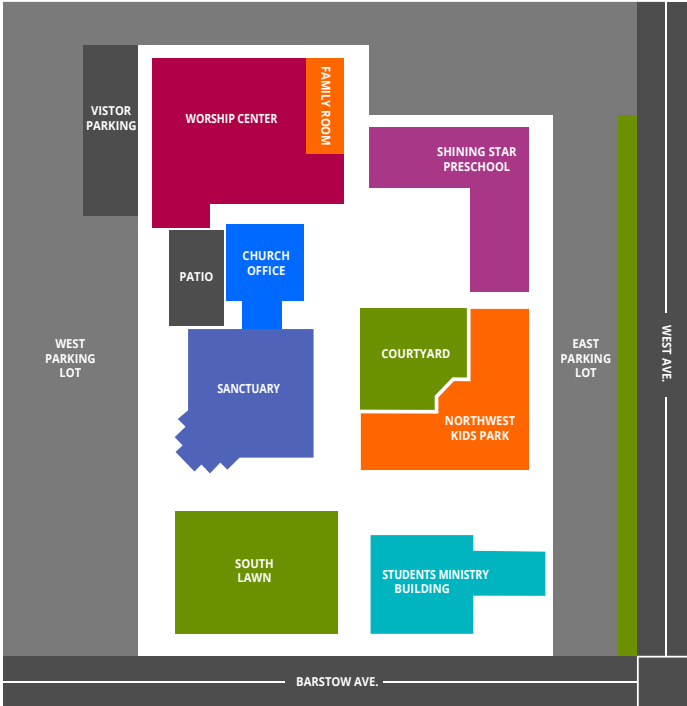 VISTOR
PARKING
WORSHIP CENTER
FAMILY ROOM
SHINING STAR
PRESCHOOL
CHURCH
OFFICE
PATIO
WEST
PARKING
LOT
SANCTUARY
COURTYARD
EAST
PARKING
LOT
WEST AVE.
NORTHWEST
KIDS PARK
SOUTH
LAWN
STUDENTS MINISTRY
BUILDING
BARSTOW AVE.